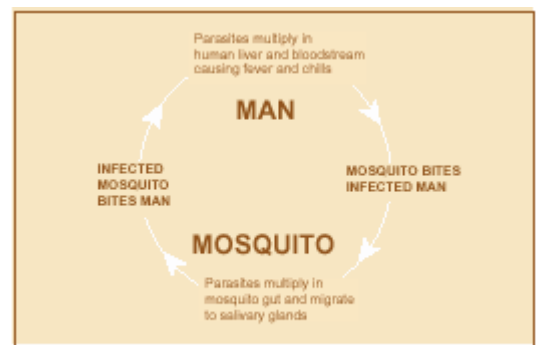 Parasites multiply in
human liver and bloodstream
causing fever and chills
MAN
INFECTED
MOSQUITO
BITES MAN
MOSQUITO BITES
INFECTED MAN
MOSQUITO
Parasites multiply in
mosquito gut and migrate
to salivary glands